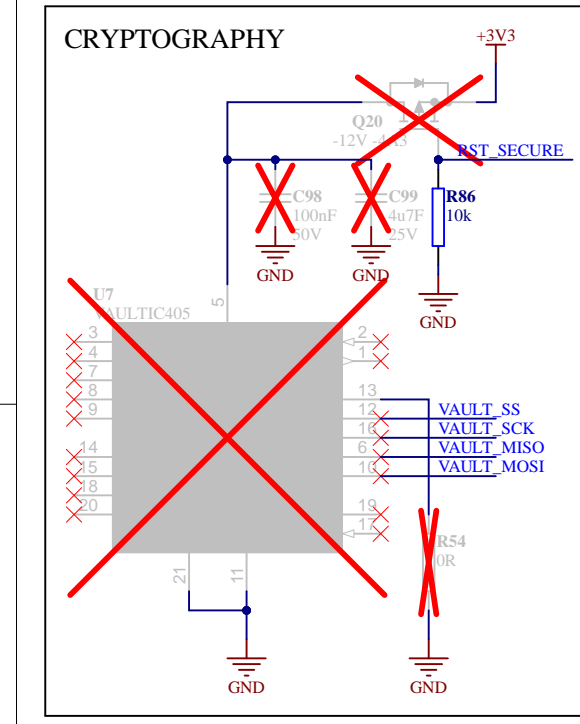 CRYPTOGRAPHY
+3V3
Q20
-12V -4A3
RST_SECURE
C98
100nF
50V
C99
4u7F
25V
R86
10k
GND
GND
GND
U7
VAULTIC405
5
3
4
7
8
9
14
15
18
20
2
1
13
12
16
6
10
19
17
VAULT_SS
VAULT_SCK
VAULT_MISO
VAULT_MOSI
R54
0R
21
11
GND
GND